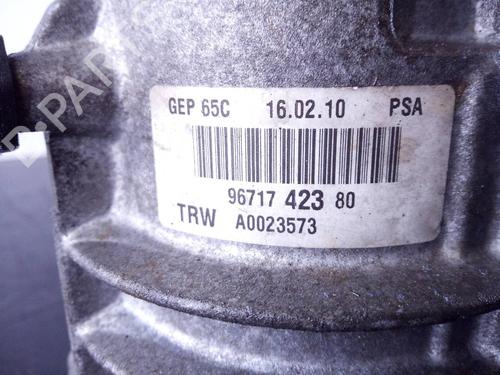 GEP 65C 16.02.10 PSA
96717 423 80
TRW A0023573